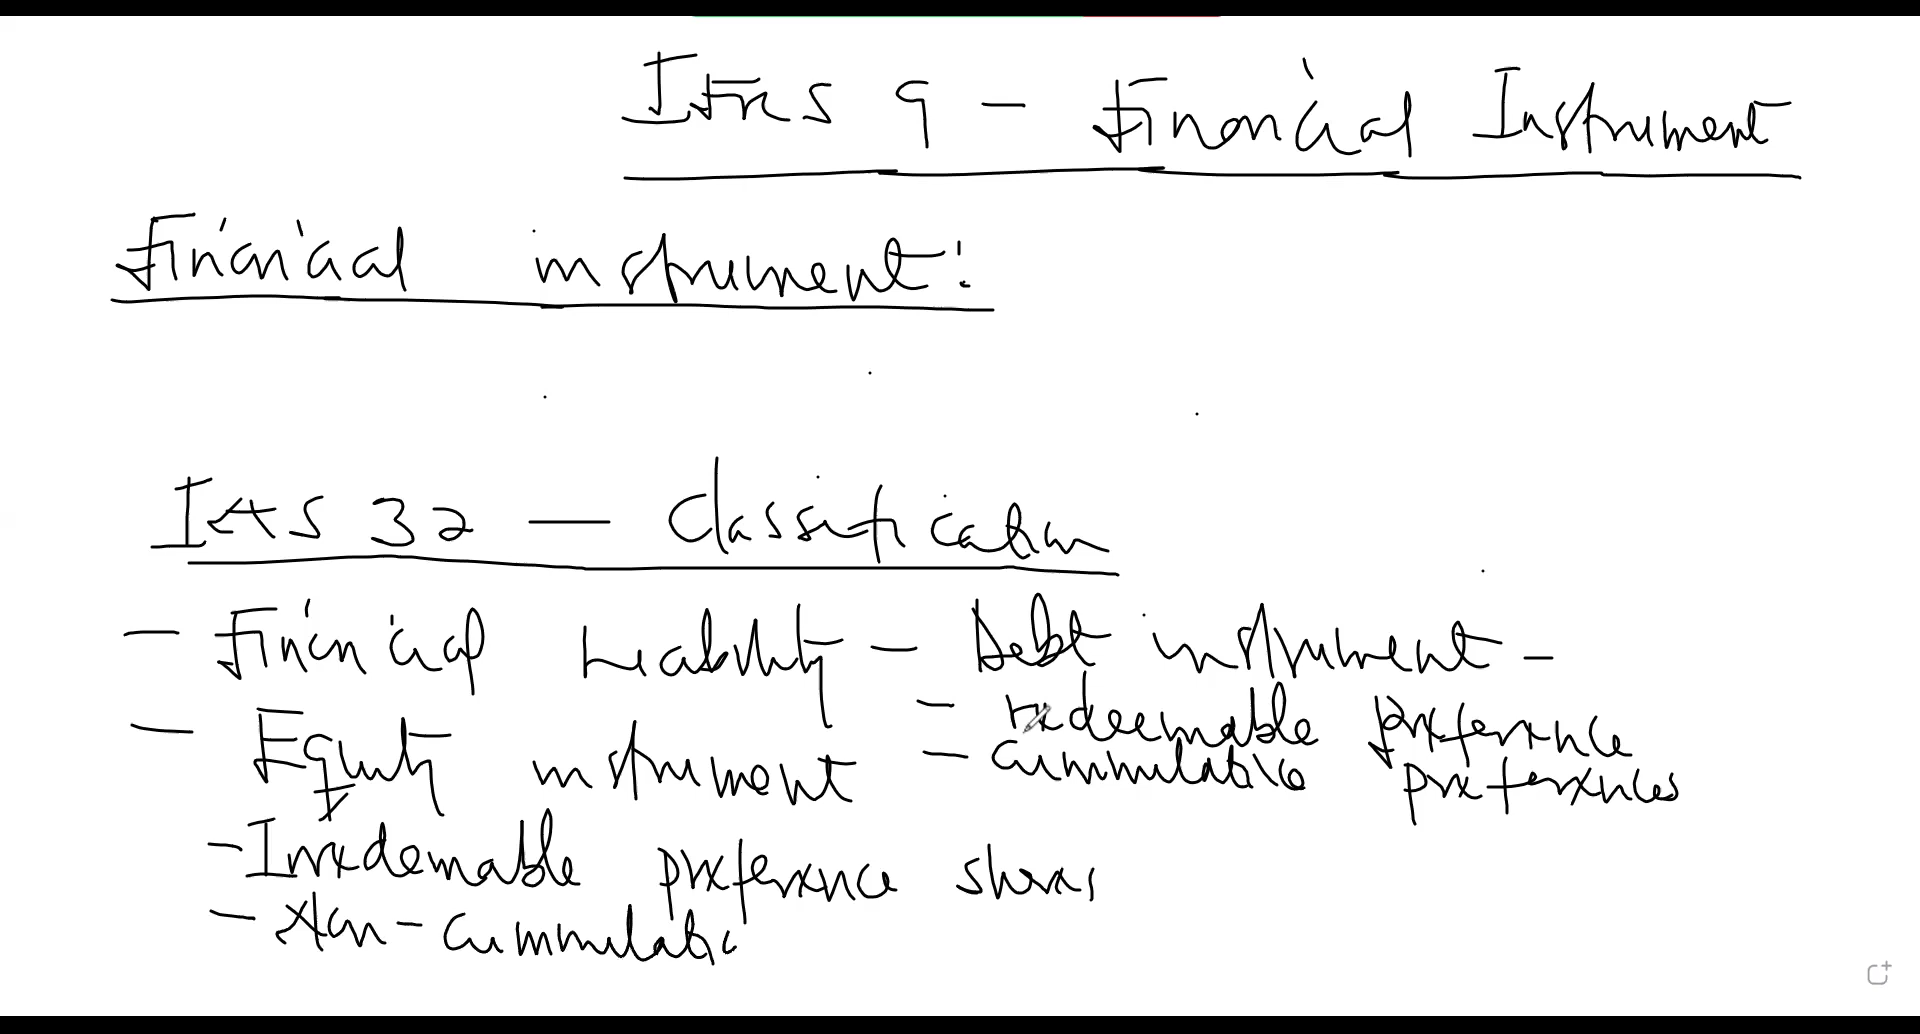 IFRS 9 - Financial Instrument
Financial instrument:
IAS 32 - Classification
- Financial Liability - Debt instrument -
- redeemable preference
- Equity instrument
- cummulative preferences
- Irredemable preference shares
- Non-cummulativ